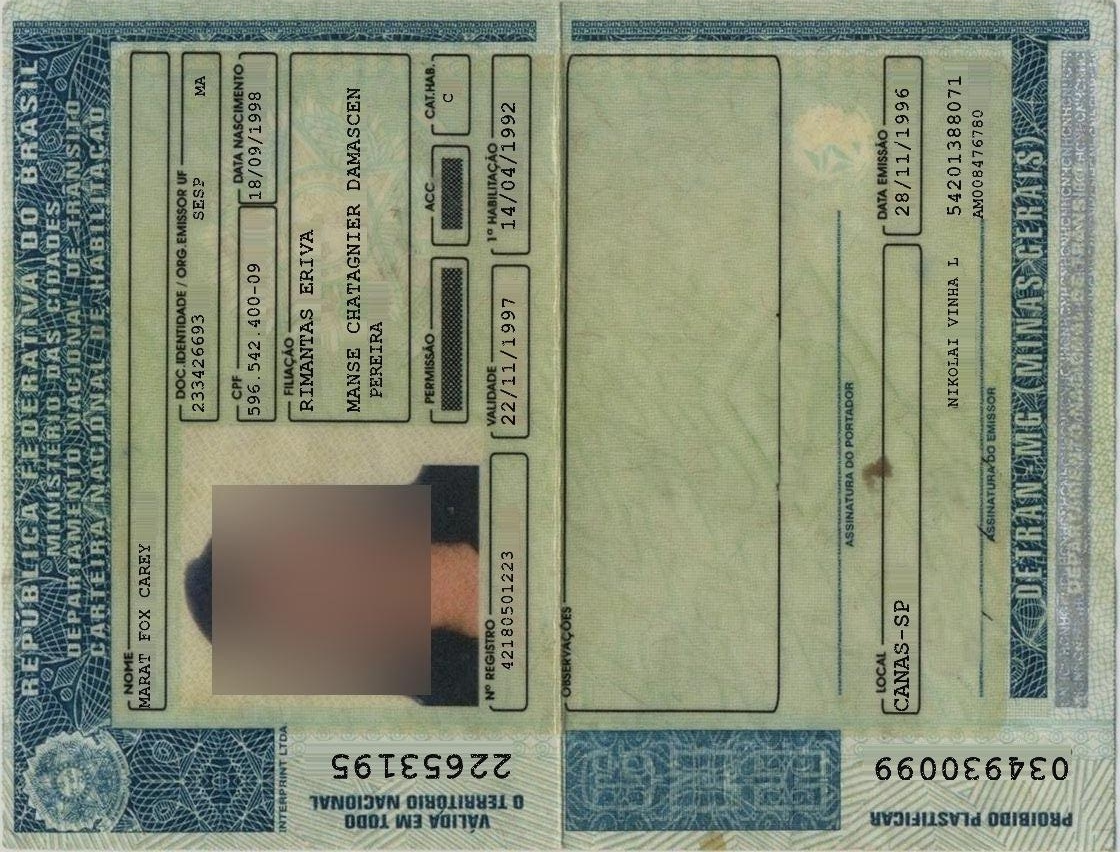 REPÚBLICA FEDERATIVA DO BRASIL
MINISTÉRIO DAS CIDADES
DEPARTAMENTO NACIONAL DE TRÂNSITO
CARTEIRA NACIONAL DE HABILITAÇÃO
NOME
MARAT FOX CAREY
DOC. IDENTIDADE / ORG. EMISSOR UF
233426693 SESP MA
CPF DATA NASCIMENTO
596.542.400-09 18/09/1998
FILIAÇÃO
RIMANTAS ERIVA
MANSE CHATAGNIER DAMASCEN
PEREIRA
PERMISSÃO ACC CAT.HAB.
C
Nº REGISTRO VALIDADE 1ª HABILITAÇÃO
42180501223 22/11/1997 14/04/1992
OBSERVAÇÕES
ASSINATURA DO PORTADOR
LOCAL DATA EMISSÃO
CANAS-SP 28/11/1996
NIKOLAI VINHA L 54201388071
AM008476780
ASSINATURA DO EMISSOR
DETRAN-MG (MINAS GERAIS)
INTERPRINT LTDA
VÁLIDA EM TODO
O TERRITÓRIO NACIONAL
22653195
PROIBIDO PLASTIFICAR
034930099